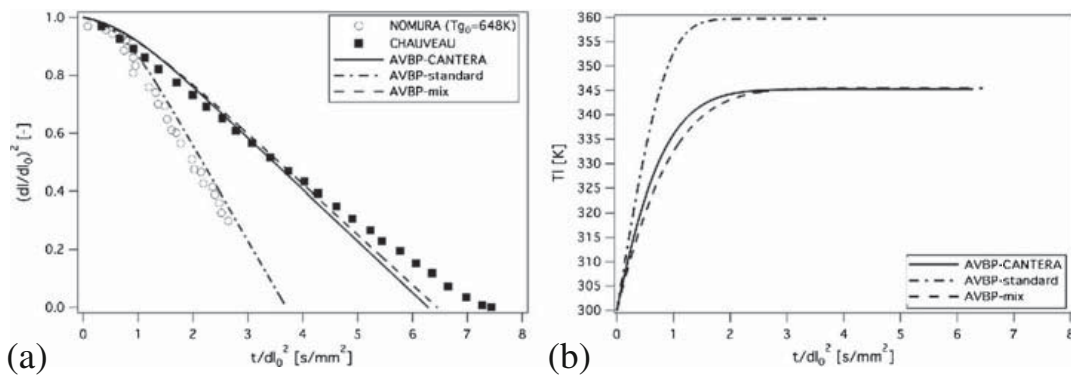 1.0
0.8
0.6
0.4
0.2
0.0
(dl/dl₀)² [-]
NOMURA (Tg₀=648K)
CHAUVEAU
AVBP-CANTERA
AVBP-standard
AVBP-mix
0 1 2 3 4 5 6 7 8
t/dl₀² [s/mm²]
(a)
360
355
350
345
340
335
330
325
320
315
310
305
300
Tl [K]
AVBP-CANTERA
AVBP-standard
AVBP-mix
0 1 2 3 4 5 6 7 8
t/dl₀² [s/mm²]
(b)